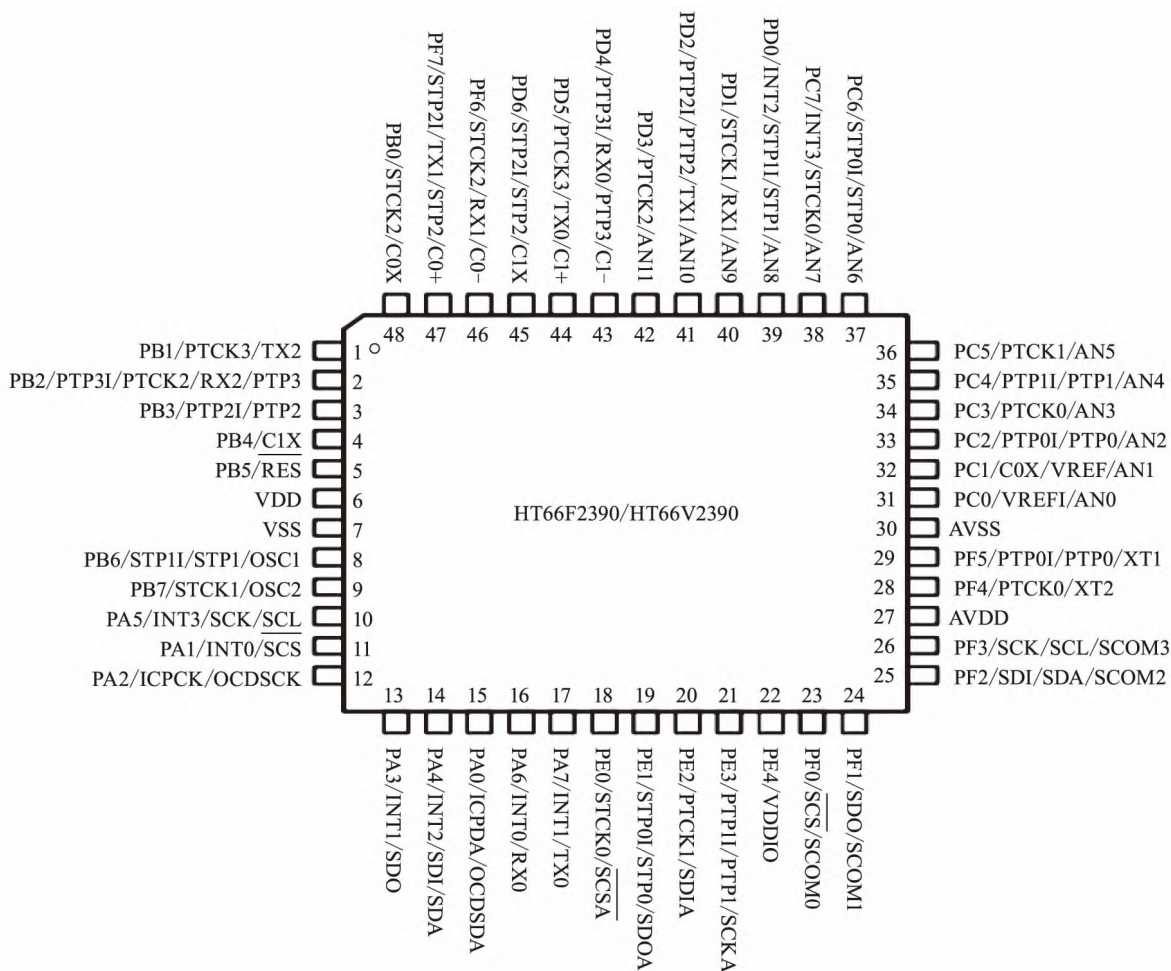 PB0/STCK2/C0X
PF7/STP2I/TX1/STP2/C0+
PF6/STCK2/RX1/C0−
PD6/STP2I/STP2/C1X
PD5/PTCK3/TX0/C1+
PD4/PTP3I/RX0/PTP3/C1−
PD3/PTCK2/AN11
PD2/PTP2I/PTP2/TX1/AN10
PD1/STCK1/RX1/AN9
PD0/INT2/STP1I/STP1/AN8
PC7/INT3/STCK0/AN7
PC6/STP0I/STP0/AN6
48 47 46 45 44 43 42 41 40 39 38 37
PB1/PTCK3/TX2 1
PB2/PTP3I/PTCK2/RX2/PTP3 2
PB3/PTP2I/PTP2 3
PB4/C1X 4
PB5/RES 5
VDD 6
VSS 7
PB6/STP1I/STP1/OSC1 8
PB7/STCK1/OSC2 9
PA5/INT3/SCK/SCL 10
PA1/INT0/SCS 11
PA2/ICPCK/OCDSCK 12
HT66F2390/HT66V2390
36 PC5/PTCK1/AN5
35 PC4/PTP1I/PTP1/AN4
34 PC3/PTCK0/AN3
33 PC2/PTP0I/PTP0/AN2
32 PC1/C0X/VREF/AN1
31 PC0/VREFI/AN0
30 AVSS
29 PF5/PTP0I/PTP0/XT1
28 PF4/PTCK0/XT2
27 AVDD
26 PF3/SCK/SCL/SCOM3
25 PF2/SDI/SDA/SCOM2
13 14 15 16 17 18 19 20 21 22 23 24
PA3/INT1/SDO
PA4/INT2/SDI/SDA
PA0/ICPDA/OCDSDA
PA6/INT0/RX0
PA7/INT1/TX0
PE0/STCK0/SCSA
PE1/STP0I/STP0/SDOA
PE2/PTCK1/SDIA
PE3/PTP1I/PTP1/SCKA
PE4/VDDIO
PF0/SCS/SCOM0
PF1/SDO/SCOM1